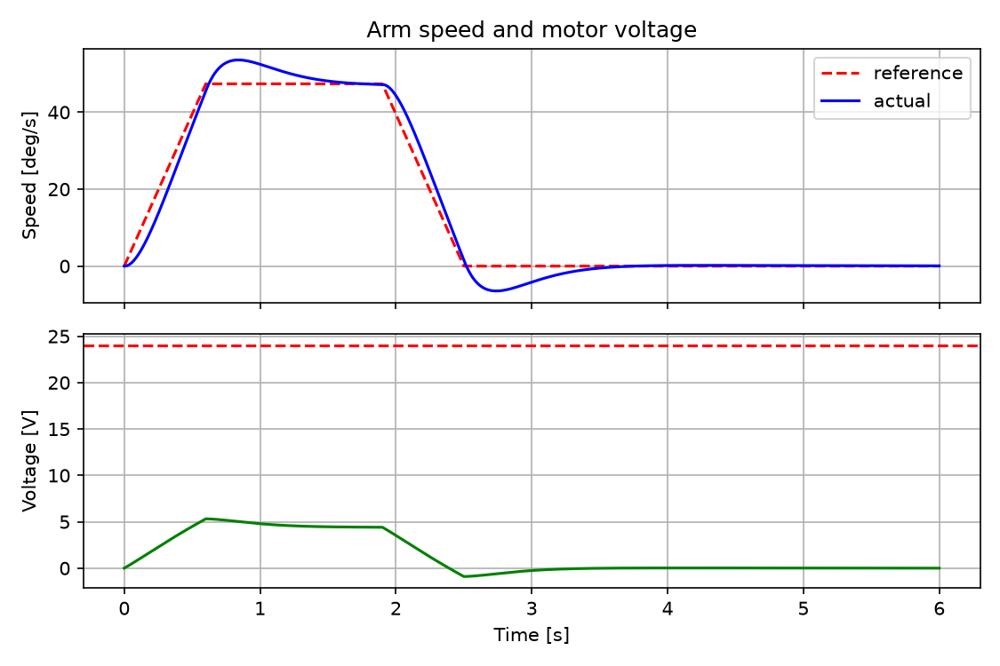 Arm speed and motor voltage
Speed [deg/s]
40
20
0
reference
actual
Voltage [V]
25
20
15
10
5
0
0 1 2 3 4 5 6
Time [s]